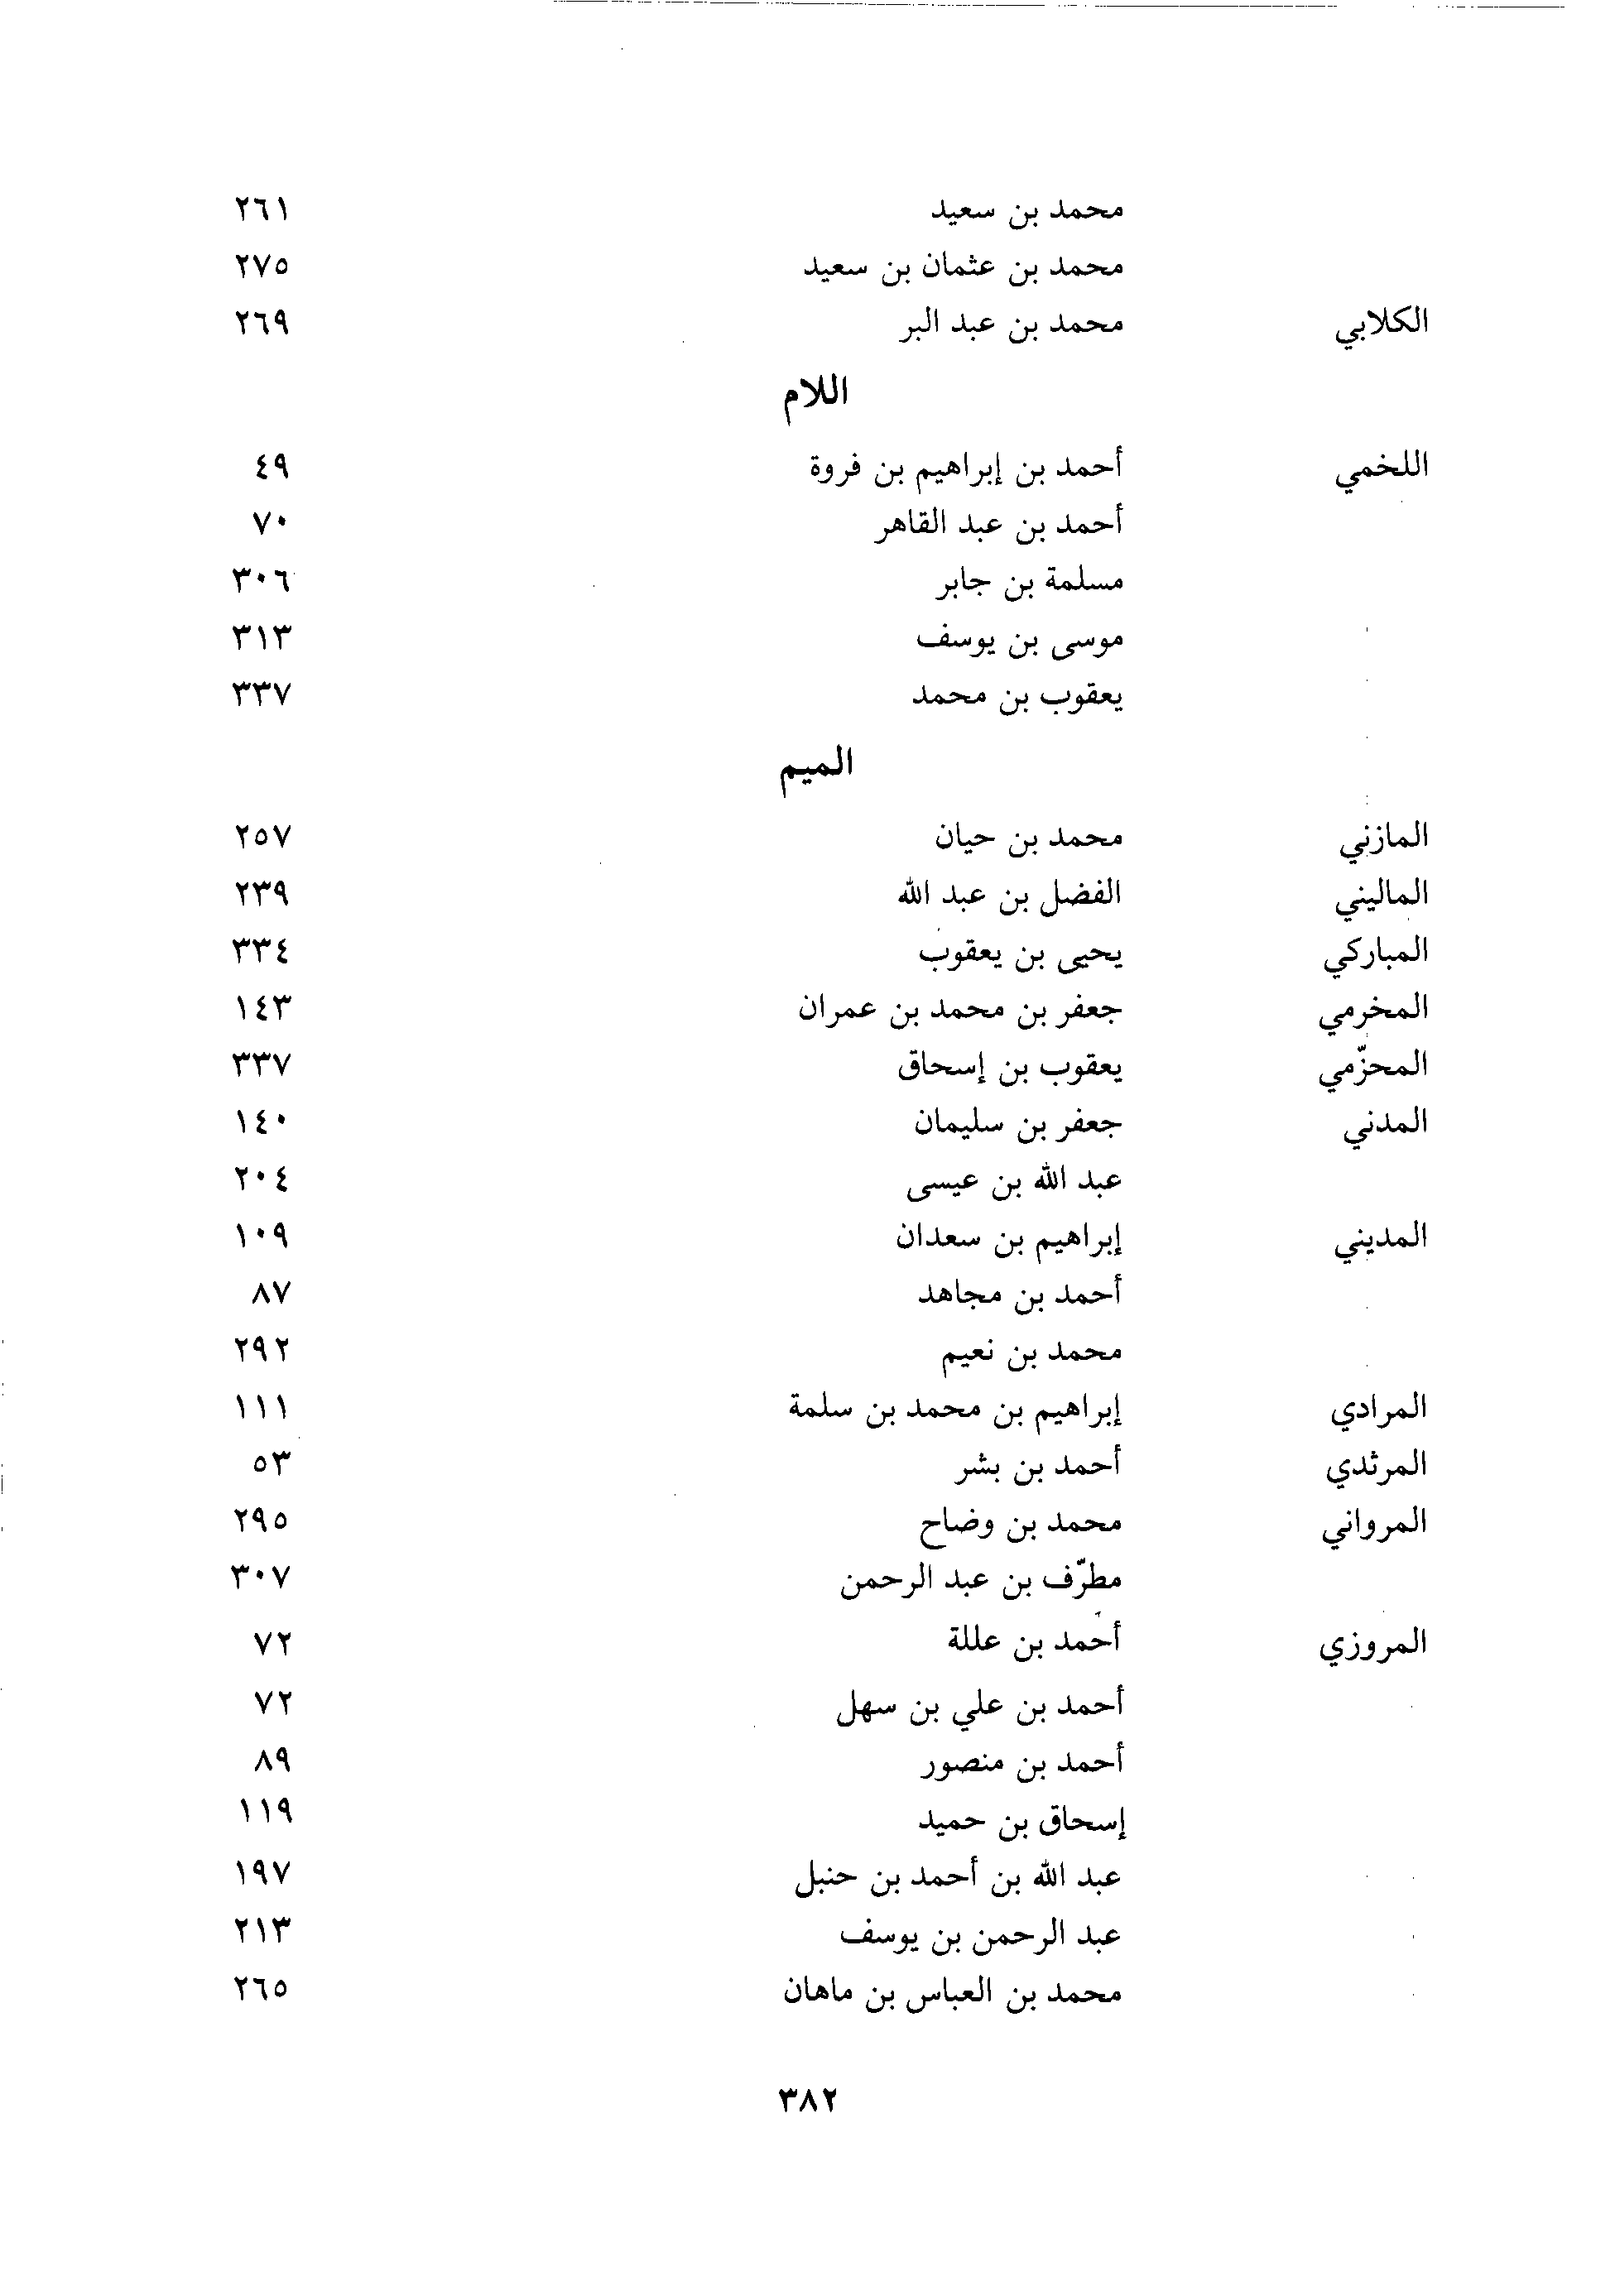 محمد بن سعيد ٢٦١
محمد بن عثمان بن سعيد ٢٧٥
الكلابي محمد بن عبد البر ٢٦٩
اللام
اللخمي أحمد بن إبراهيم بن فروة ٤٩
أحمد بن عبد القاهر ٧٠
مسلمة بن جابر ٣٠٦
موسى بن يوسف ٣١٣
يعقوب بن محمد ٣٣٧
الميم
المازني محمد بن حيان ٢٥٧
الماليني الفضل بن عبد الله ٢٣٩
المباركي يحيى بن يعقوب ٣٣٤
المخرمي جعفر بن محمد بن عمران ١٤٣
المحزّمي يعقوب بن إسحاق ٣٣٧
المدني جعفر بن سليمان ١٤٠
عبد الله بن عيسى ٢٠٤
المديني إبراهيم بن سعدان ١٠٩
أحمد بن مجاهد ٨٧
محمد بن نعيم ٢٩٢
المرادي إبراهيم بن محمد بن سلمة ١١١
المرثدي أحمد بن بشر ٥٣
المرواني محمد بن وضاح ٢٩٥
مطرّف بن عبد الرحمن ٣٠٧
المروزي أحمد بن عللة ٧٢
أحمد بن علي بن سهل ٧٢
أحمد بن منصور ٨٩
إسحاق بن حميد ١١٩
عبد الله بن أحمد بن حنبل ١٩٧
عبد الرحمن بن يوسف ٢١٣
محمد بن العباس بن ماهان ٢٦٥
٣٨٢